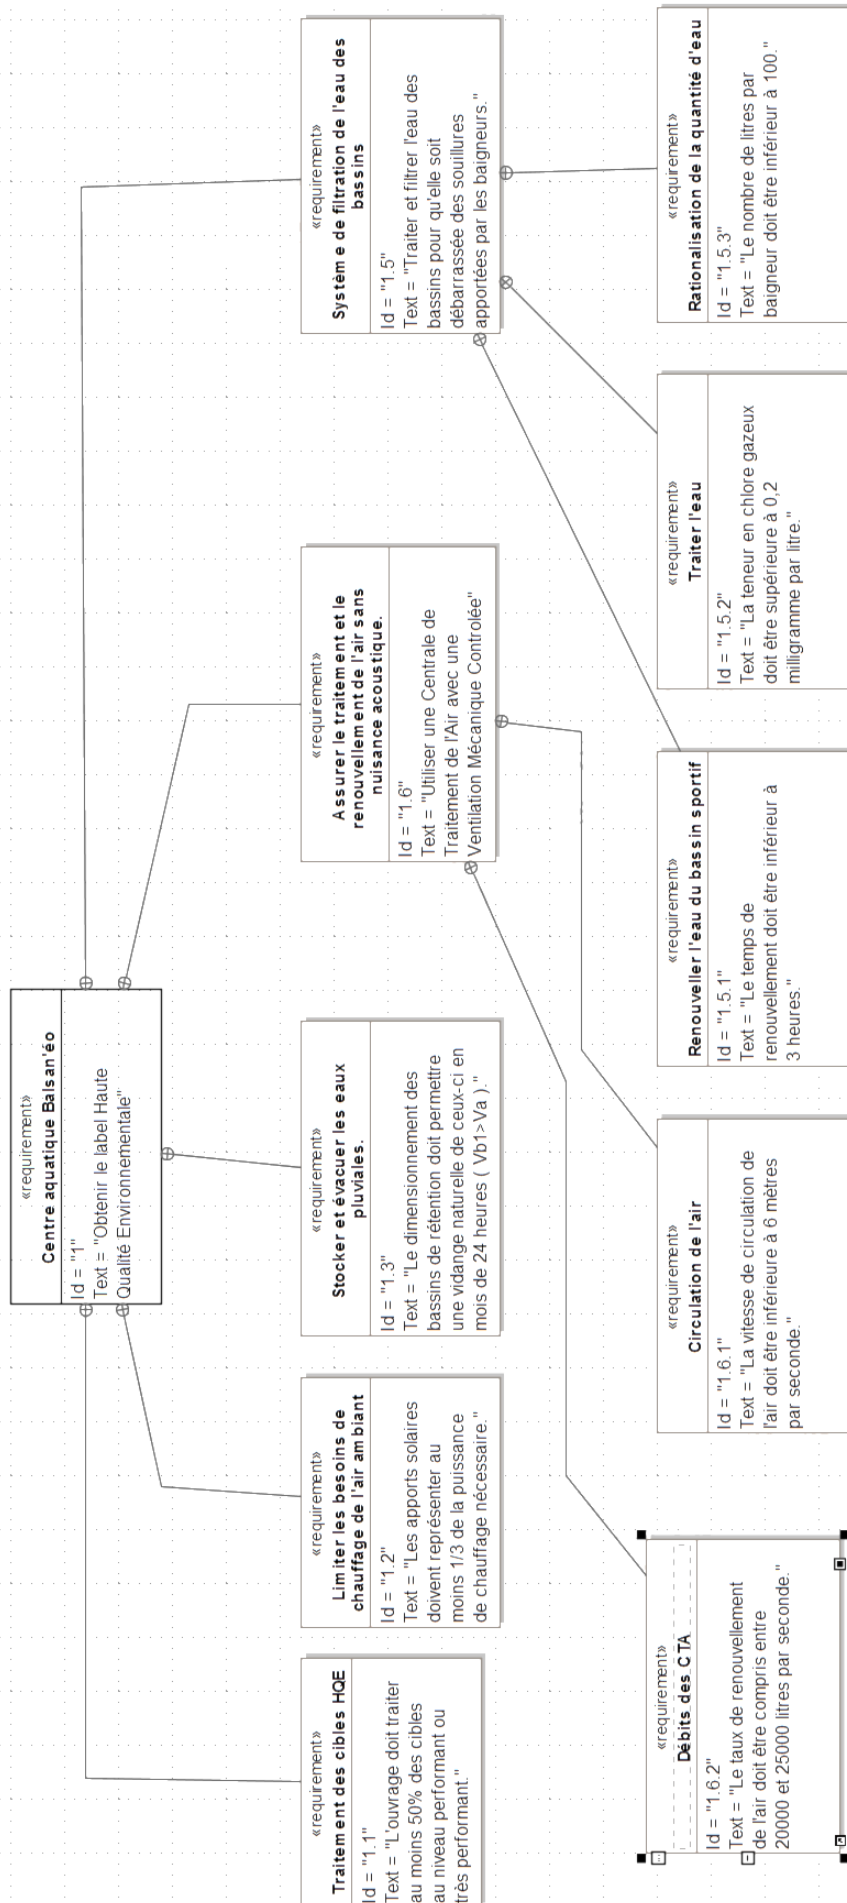 «requirement»
Centre aquatique Balsan'éo
Id = "1"
Text = "Obtenir le label Haute
Qualité Environnementale"
«requirement»
Traitement des cibles HQE
Id = "1.1"
Text = "L'ouvrage doit traiter
au moins 50% des cibles
au niveau performant ou
très performant."
«requirement»
Limiter les besoins de
chauffage de l'air ambiant
Id = "1.2"
Text = "Les apports solaires
doivent représenter au
moins 1/3 de la puissance
de chauffage nécessaire."
«requirement»
Stocker et évacuer les eaux
pluviales.
Id = "1.3"
Text = "Le dimensionnement des
bassins de rétention doit permettre
une vidange naturelle de ceux-ci en
mois de 24 heures ( Vb1>Va )."
«requirement»
Assurer le traitement et le
renouvellement de l'air sans
nuisance acoustique.
Id = "1.6"
Text = "Utiliser une Centrale de
Traitement de l'Air avec une
Ventilation Mécanique Controlée"
«requirement»
Système de filtration de l'eau des
bassins
Id = "1.5"
Text = "Traiter et filtrer l'eau des
bassins pour qu'elle soit
débarrassée des souillures
apportées par les baigneurs."
«requirement»
Débits des CTA
Id = "1.6.2"
Text = "Le taux de renouvellement
de l'air doit être compris entre
20000 et 25000 litres par seconde."
«requirement»
Circulation de l'air
Id = "1.6.1"
Text = "La vitesse de circulation de
l'air doit être inférieure à 6 mètres
par seconde."
«requirement»
Renouveller l'eau du bassin sportif
Id = "1.5.1"
Text = "Le temps de
renouvellement doit être inférieur à
3 heures."
«requirement»
Traiter l'eau
Id = "1.5.2"
Text = "La teneur en chlore gazeux
doit être supérieure à 0,2
milligramme par litre."
«requirement»
Rationalisation de la quantité d'eau
Id = "1.5.3"
Text = "Le nombre de litres par
baigneur doit être inférieur à 100."